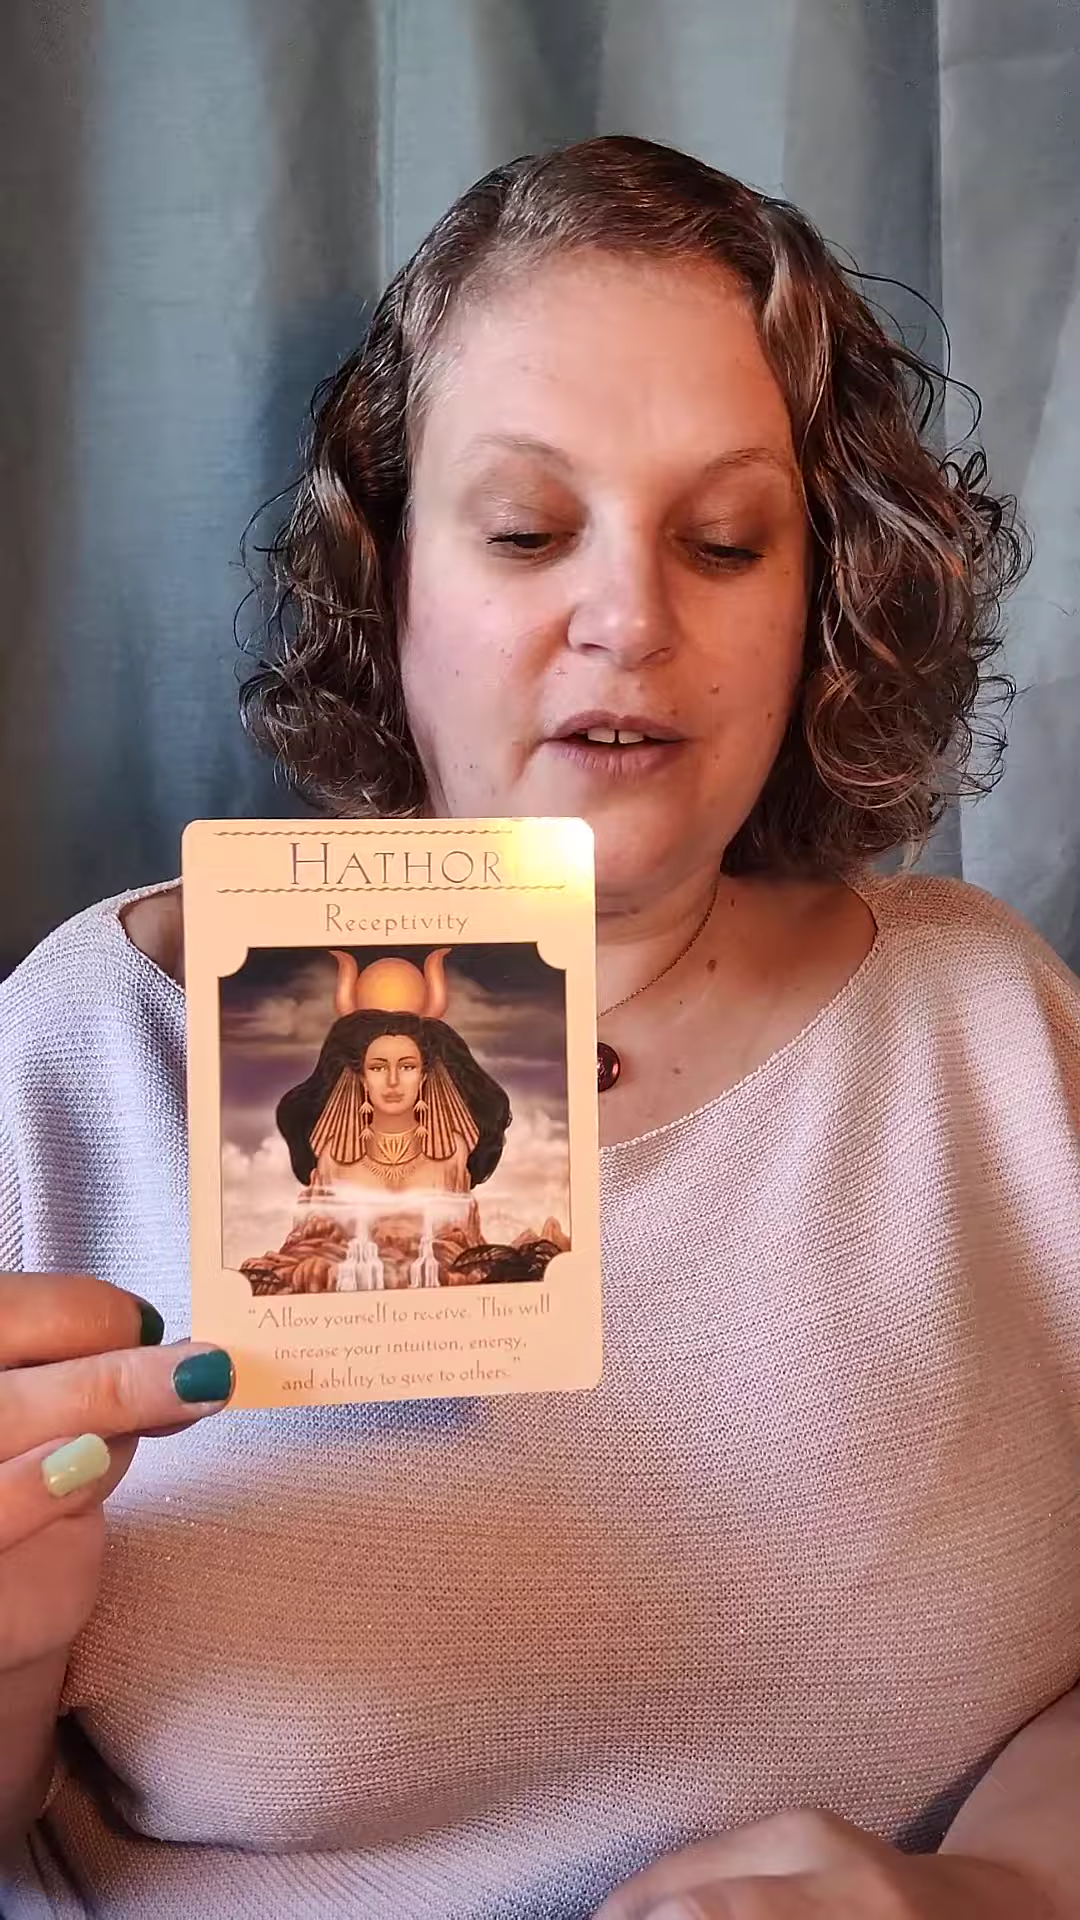 HATHOR
Receptivity
"Allow yourself to receive. This will
increase your intuition, energy,
and ability to give to others."